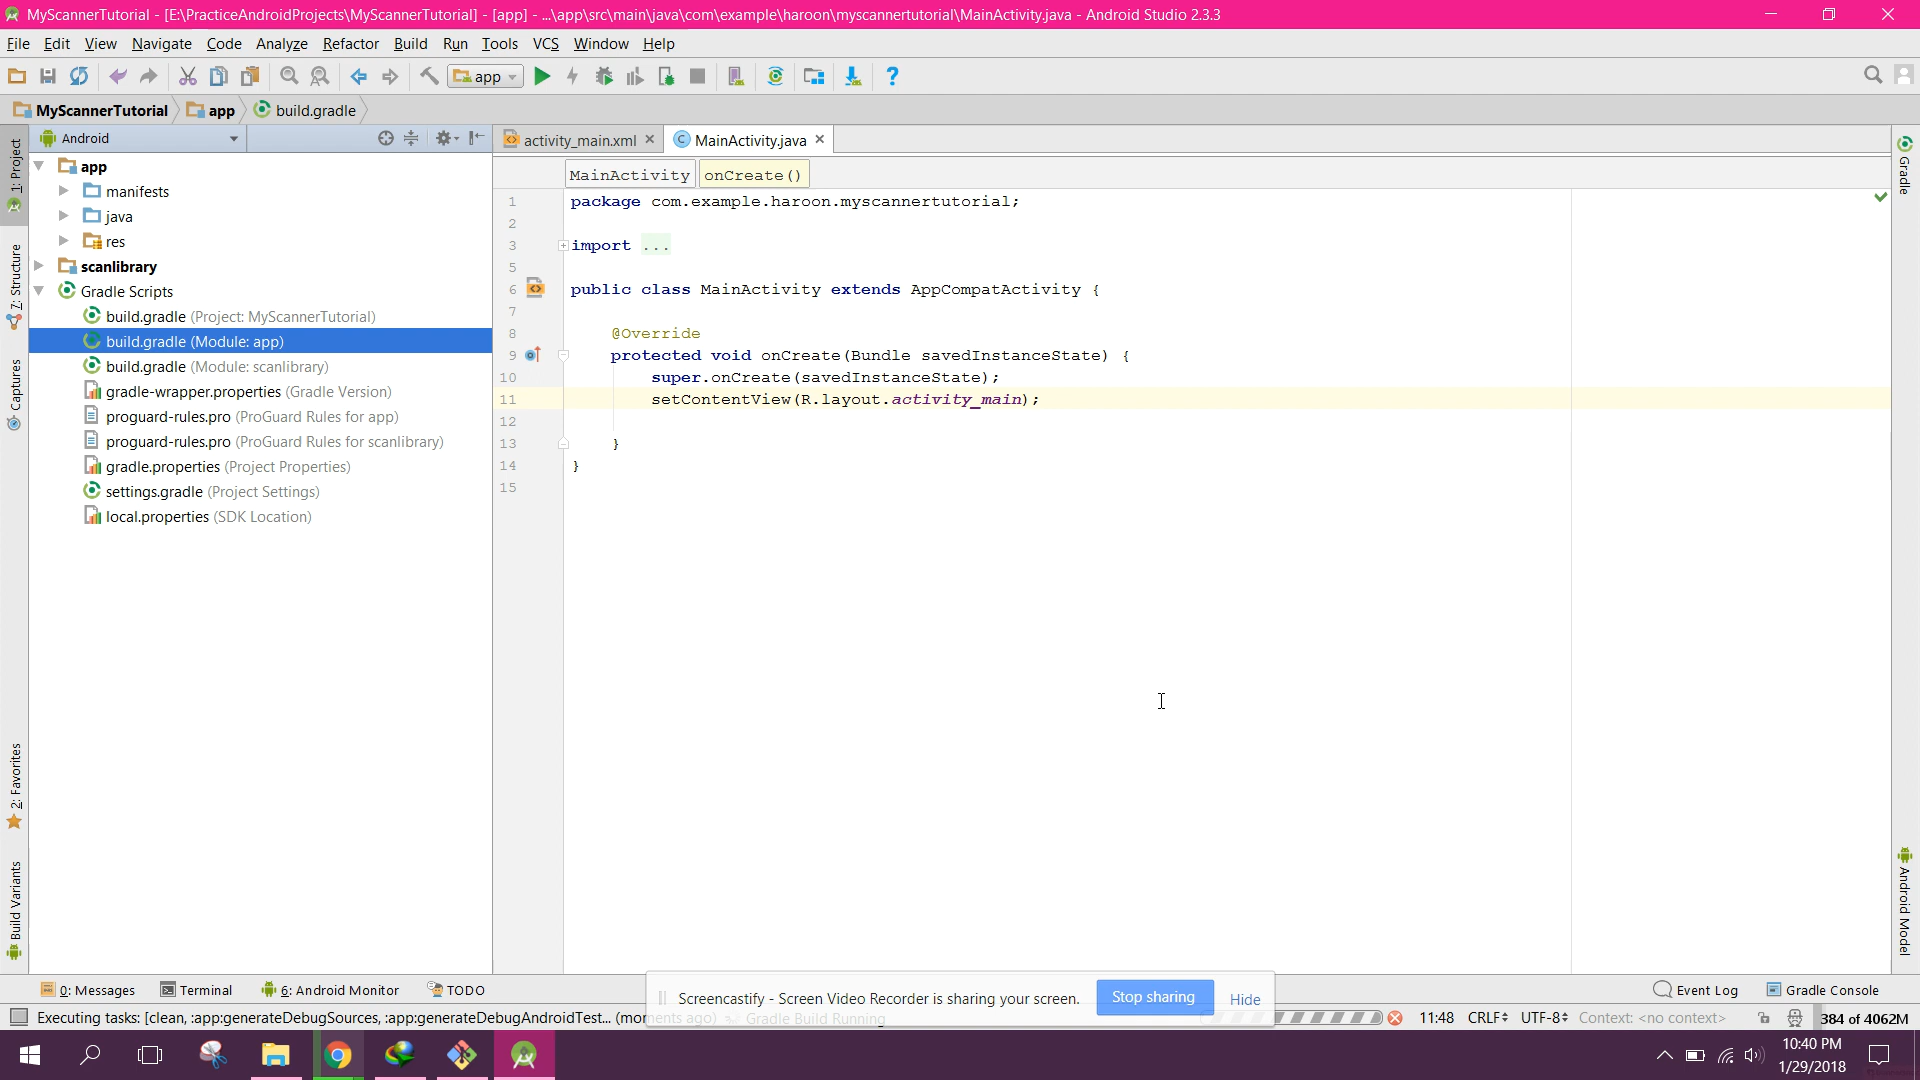 MyScannerTutorial - [E:\PracticeAndroidProjects\MyScannerTutorial] - [app] - ...\app\src\main\java\com\example\haroon\myscannertutorial\MainActivity.java - Android Studio 2.3.3
File Edit View Navigate Code Analyze Refactor Build Run Tools VCS Window Help
app
MyScannerTutorial app build.gradle
Android
activity_main.xml MainActivity.java
MainActivity onCreate()
1: Project
7: Structure
Captures
2: Favorites
Build Variants
app
manifests
java
res
scanlibrary
Gradle Scripts
build.gradle (Project: MyScannerTutorial)
build.gradle (Module: app)
build.gradle (Module: scanlibrary)
gradle-wrapper.properties (Gradle Version)
proguard-rules.pro (ProGuard Rules for app)
proguard-rules.pro (ProGuard Rules for scanlibrary)
gradle.properties (Project Properties)
settings.gradle (Project Settings)
local.properties (SDK Location)
1 package com.example.haroon.myscannertutorial;
2
3 import ...
5
6 public class MainActivity extends AppCompatActivity {
7
8 @Override
9 protected void onCreate(Bundle savedInstanceState) {
10 super.onCreate(savedInstanceState);
11 setContentView(R.layout.activity_main);
12
13 }
14 }
15
Gradle
Android Model
0: Messages Terminal 6: Android Monitor TODO
Event Log Gradle Console
Screencastify - Screen Video Recorder is sharing your screen. Stop sharing Hide
Executing tasks: [clean, :app:generateDebugSources, :app:generateDebugAndroidTest... (moments ago) Gradle Build Running
11:48 CRLF UTF-8 Context: <no context> 384 of 4062M
10:40 PM
1/29/2018